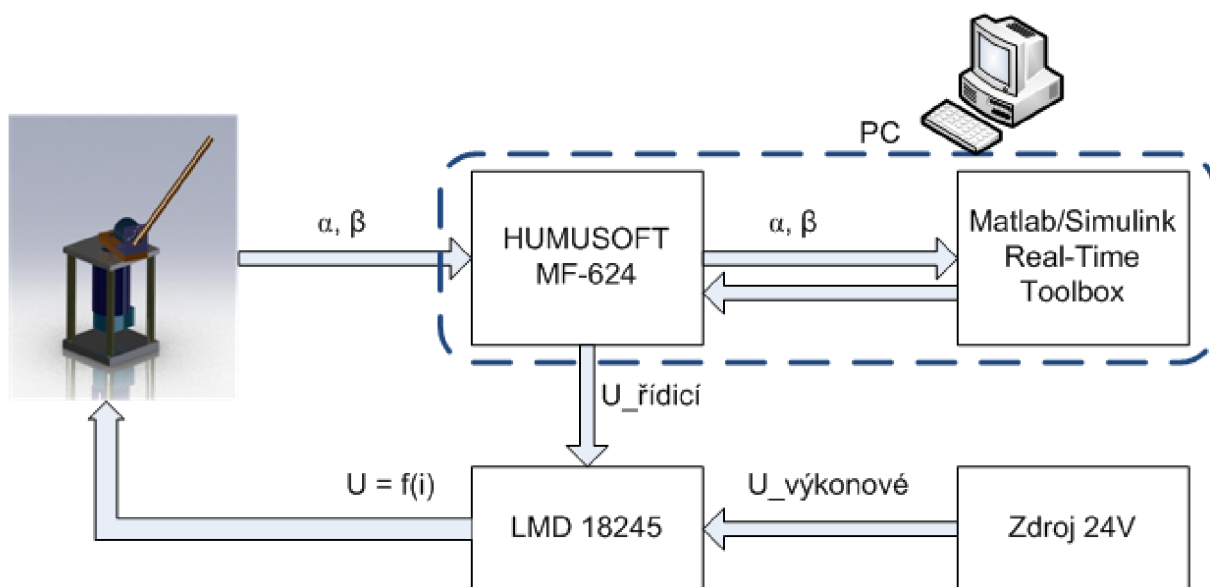 PC
α, β
HUMUSOFT
MF-624
α, β
Matlab/Simulink
Real-Time
Toolbox
U_řídicí
U = f(i)
LMD 18245
U_výkonové
Zdroj 24V